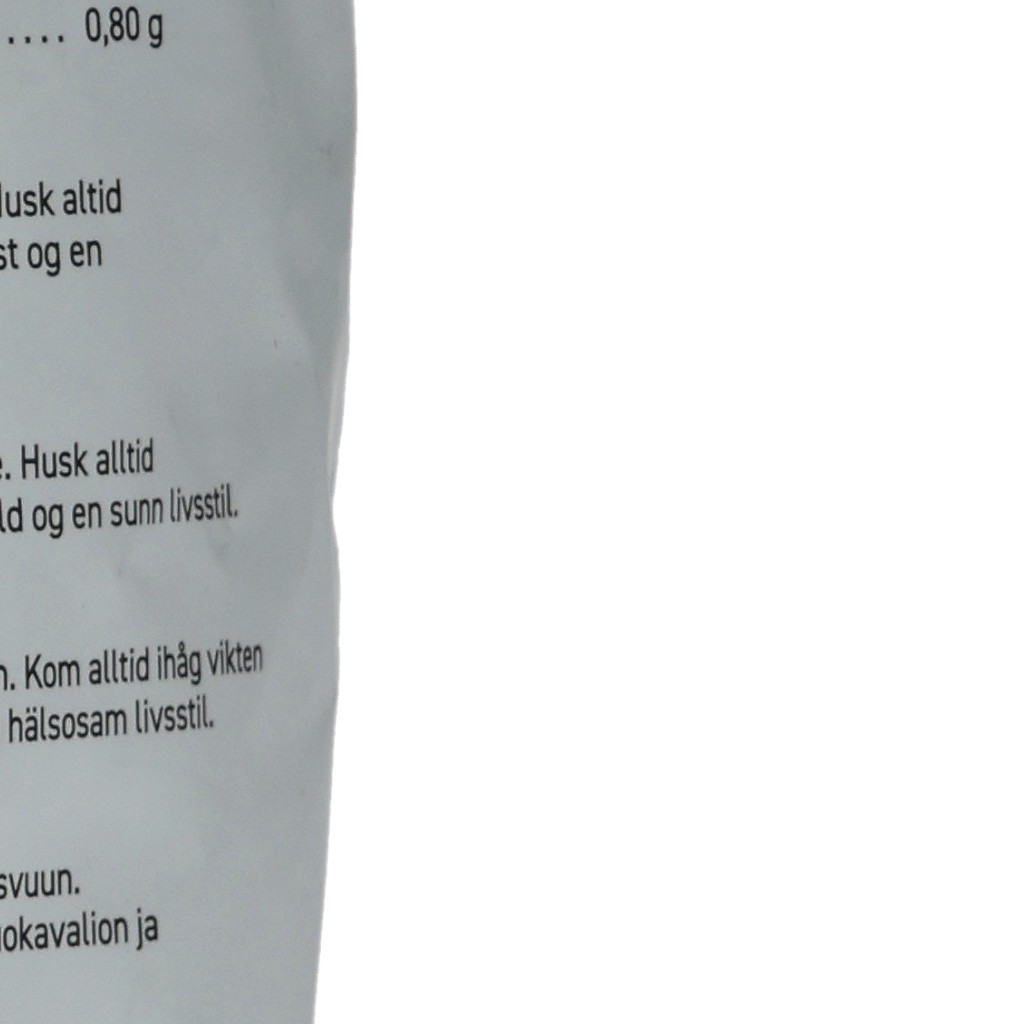 .... 0,80 g
Husk altid
st og en
e. Husk alltid
ld og en sunn livsstil.
n. Kom alltid ihåg vikten
hälsosam livsstil.
svuun.
okavalion ja